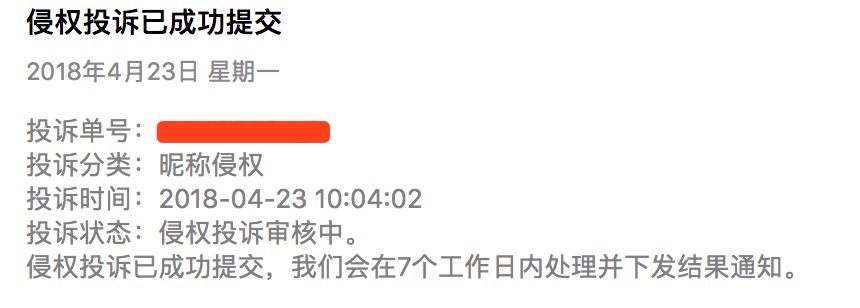 侵权投诉已成功提交
2018年4月23日 星期一
投诉单号：
投诉分类：昵称侵权
投诉时间：2018-04-23 10:04:02
投诉状态：侵权投诉审核中。
侵权投诉已成功提交，我们会在7个工作日内处理并下发结果通知。